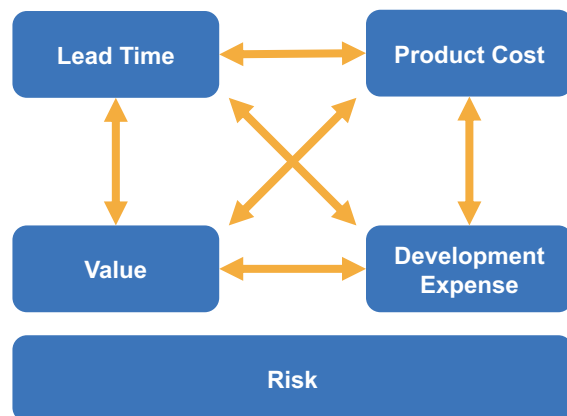 Lead Time
Product Cost
Value
Development
Expense
Risk